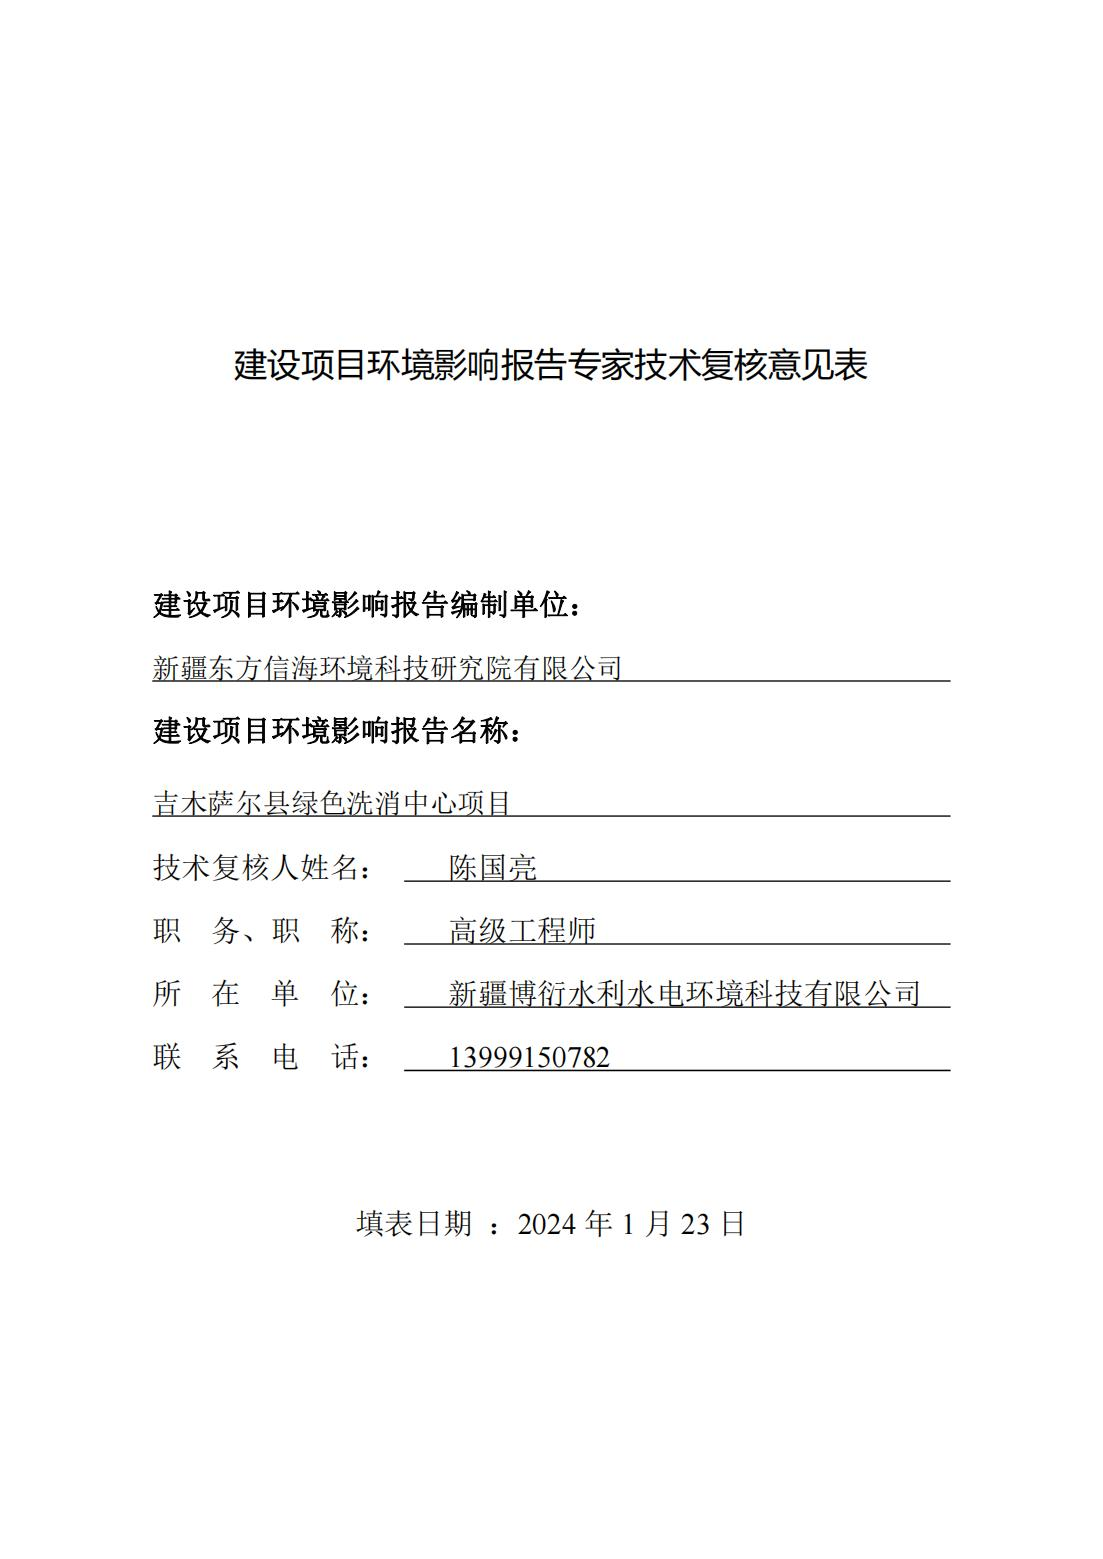 建设项目环境影响报告专家技术复核意见表
建设项目环境影响报告编制单位：
新疆东方信海环境科技研究院有限公司
建设项目环境影响报告名称：
吉木萨尔县绿色洗消中心项目
技术复核人姓名： 陈国亮
职 务、职 称： 高级工程师
所 在 单 位： 新疆博衍水利水电环境科技有限公司
联 系 电 话： 13999150782
填表日期 ：2024 年 1 月 23 日